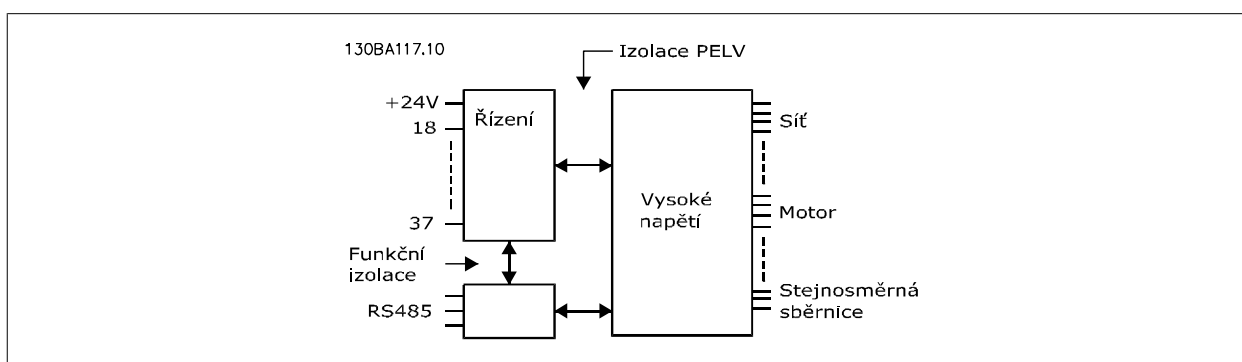 130BA117.10
Izolace PELV
+24V
Řízení
18
37
Vysoké
napětí
Síť
Motor
Stejnosměrná
sběrnice
Funkční
izolace
RS485